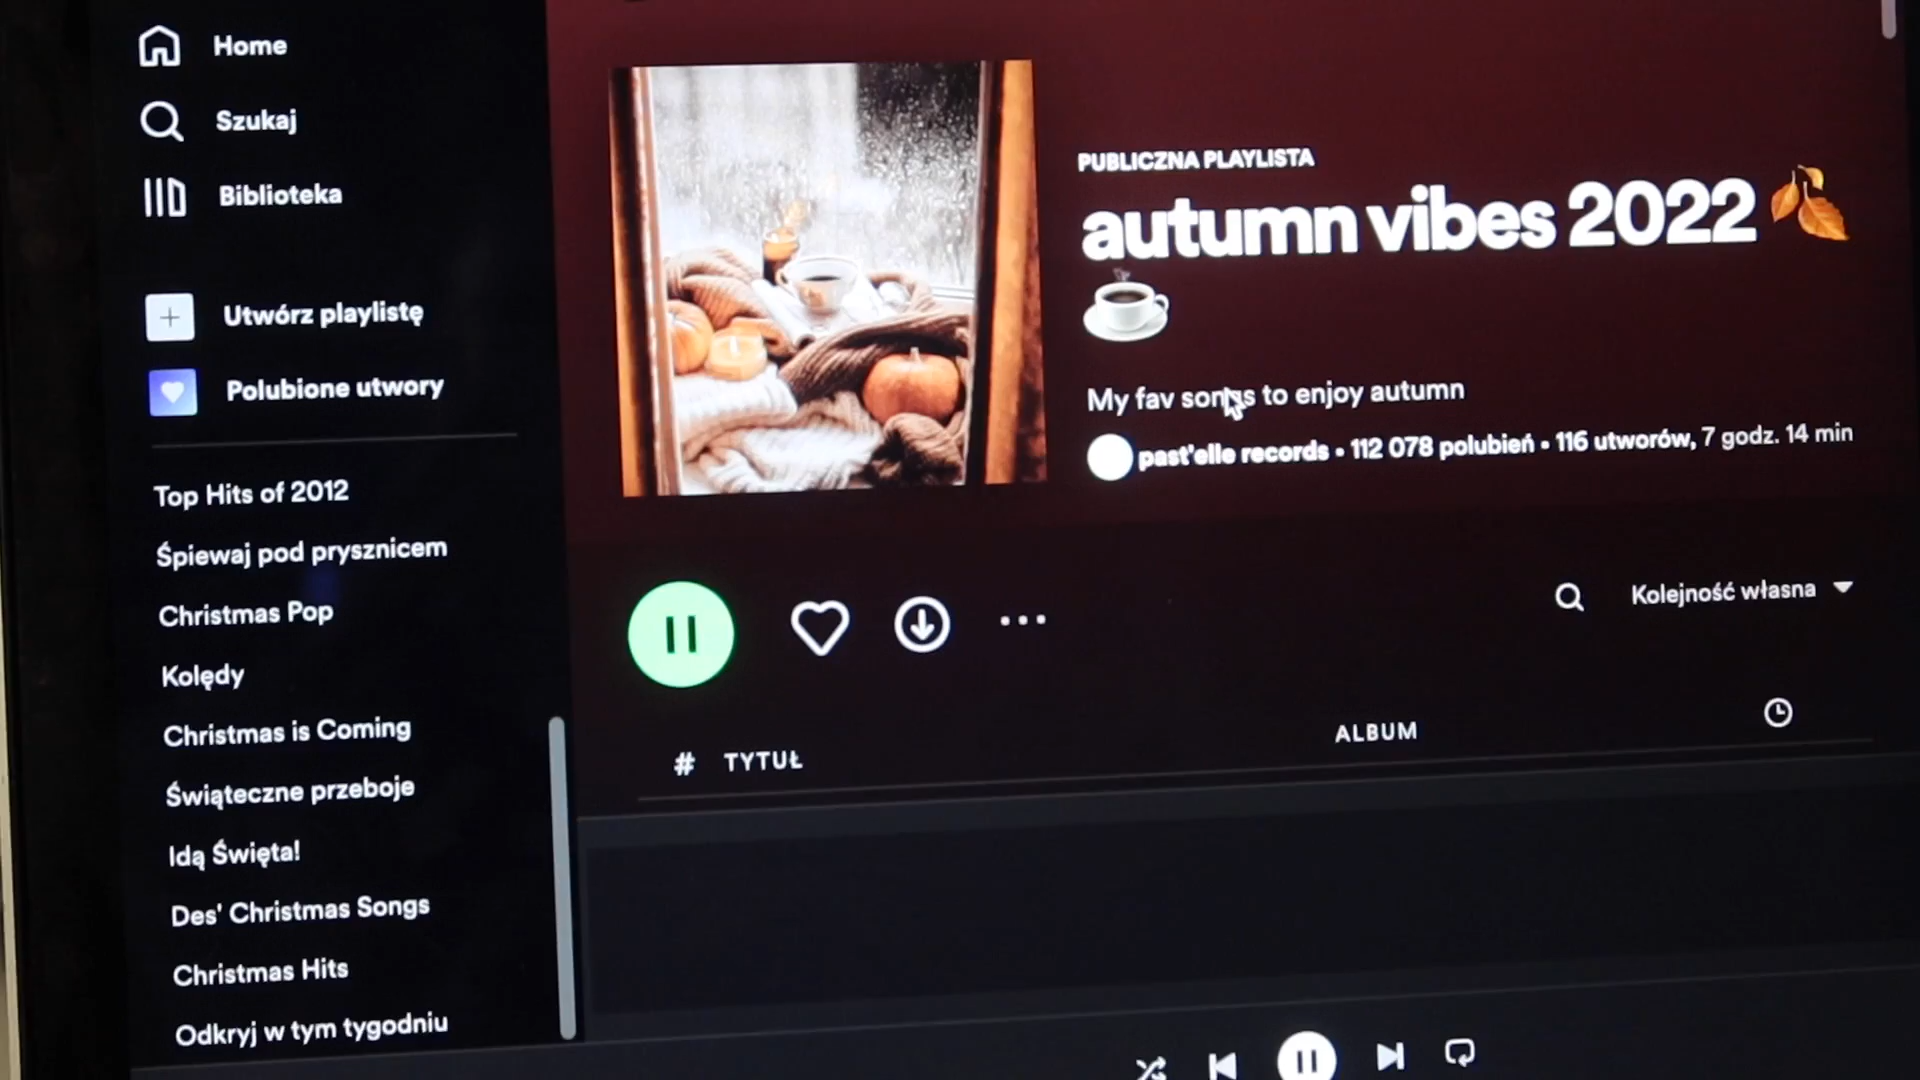 Home
Szukaj
Biblioteka
Utwórz playlistę
Polubione utwory
Top Hits of 2012
Śpiewaj pod prysznicem
Christmas Pop
Kolędy
Christmas is Coming
Świąteczne przeboje
Idą Święta!
Des' Christmas Songs
Christmas Hits
Odkryj w tym tygodniu
PUBLICZNA PLAYLISTA
autumn vibes 2022 🍂
☕
My fav songs to enjoy autumn
past'elle records • 112 078 polubień • 116 utworów, 7 godz. 14 min
Kolejność własna
# TYTUŁ ALBUM